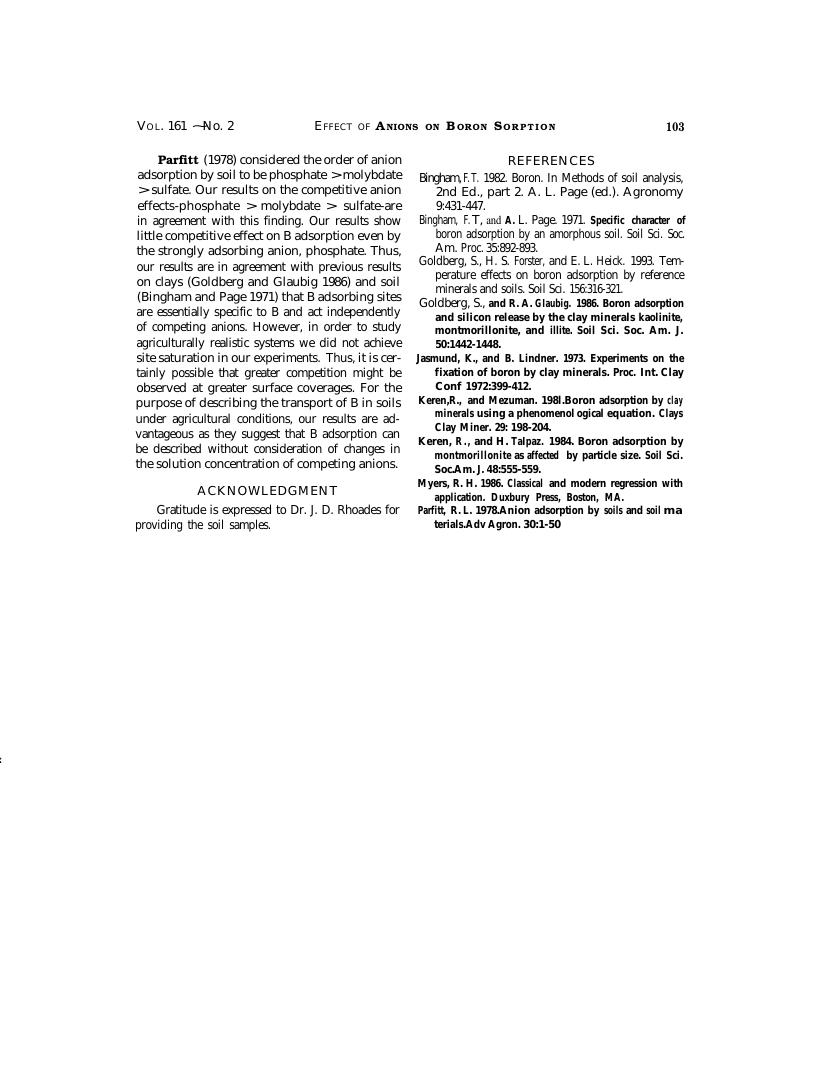 VOL. 161 ~ No. 2 EFFECT OF ANIONS ON BORON SORPTION 103
Parfitt (1978) considered the order of anion
adsorption by soil to be phosphate > molybdate
> sulfate. Our results on the competitive anion
effects-phosphate > molybdate > sulfate-are
in agreement with this finding. Our results show
little competitive effect on B adsorption even by
the strongly adsorbing anion, phosphate. Thus,
our results are in agreement with previous results
on clays (Goldberg and Glaubig 1986) and soil
(Bingham and Page 1971) that B adsorbing sites
are essentially specific to B and act independently
of competing anions. However, in order to study
agriculturally realistic systems we did not achieve
site saturation in our experiments. Thus, it is cer-
tainly possible that greater competition might be
observed at greater surface coverages. For the
purpose of describing the transport of B in soils
under agricultural conditions, our results are ad-
vantageous as they suggest that B adsorption can
be described without consideration of changes in
the solution concentration of competing anions.
ACKNOWLEDGMENT
Gratitude is expressed to Dr. J. D. Rhoades for
providing the soil samples.
REFERENCES
Bingham, F. T. 1982. Boron. In Methods of soil analysis,
2nd Ed., part 2. A. L. Page (ed.). Agronomy
9:431-447.
Bingham, F. T, and A. L. Page. 1971. Specific character of
boron adsorption by an amorphous soil. Soil Sci. Soc.
Am. Proc. 35:892-893.
Goldberg, S., H. S. Forster, and E. L. Heick. 1993. Tem-
perature effects on boron adsorption by reference
minerals and soils. Soil Sci. 156:316-321.
Goldberg, S., and R. A. Glaubig. 1986. Boron adsorption
and silicon release by the clay minerals kaolinite,
montmorillonite, and illite. Soil Sci. Soc. Am. J.
50:1442-1448.
Jasmund, K., and B. Lindner. 1973. Experiments on the
fixation of boron by clay minerals. Proc. Int. Clay
Conf 1972:399-412.
Keren,R., and Mezuman. 198l.Boron adsorption by clay
minerals using a phenomenol ogical equation. Clays
Clay Miner. 29: 198-204.
Keren, R., and H. Talpaz. 1984. Boron adsorption by
montmorillonite as affected by particle size. Soil Sci.
Soc.Am. J. 48:555-559.
Myers, R. H. 1986. Classical and modern regression with
application. Duxbury Press, Boston, MA.
Parfitt, R. L. 1978.Anion adsorption by soils and soil ma
terials.Adv Agron. 30:1-50